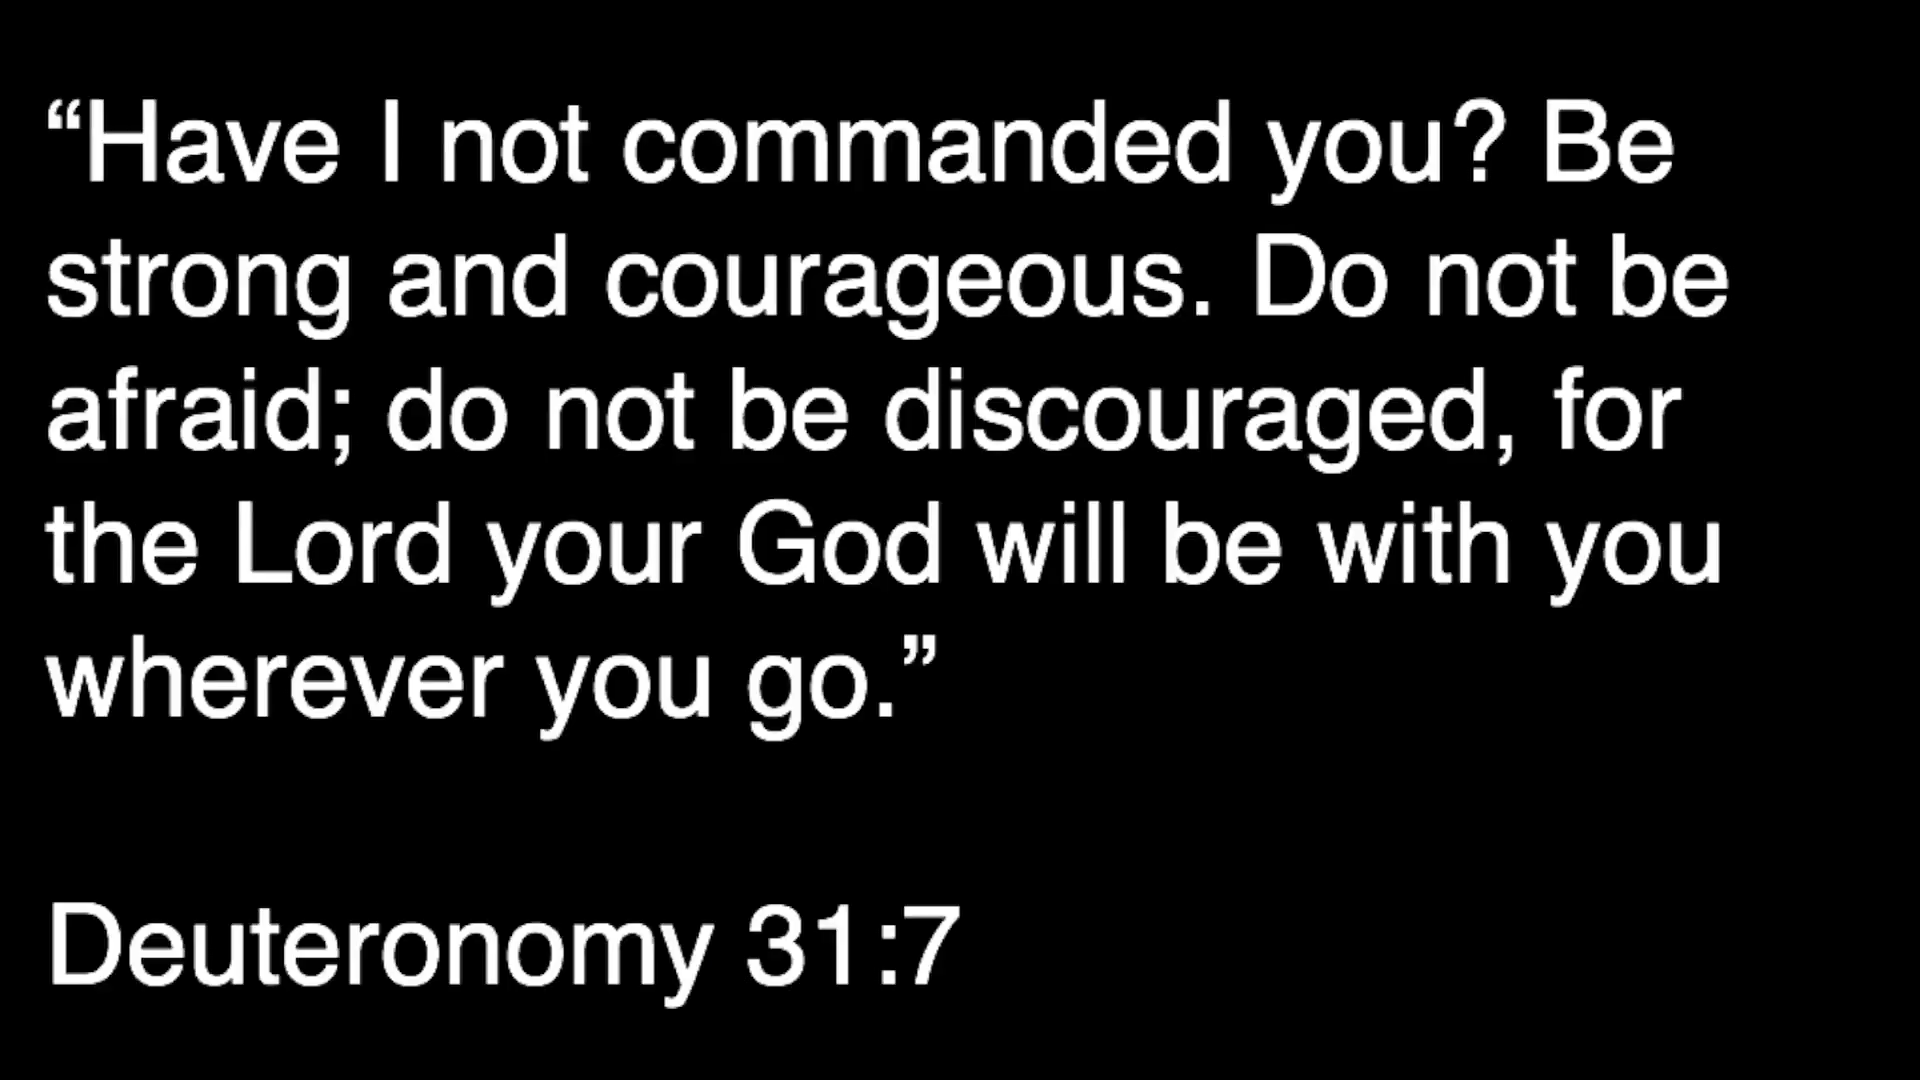 “Have I not commanded you? Be
strong and courageous. Do not be
afraid; do not be discouraged, for
the Lord your God will be with you
wherever you go.”
Deuteronomy 31:7